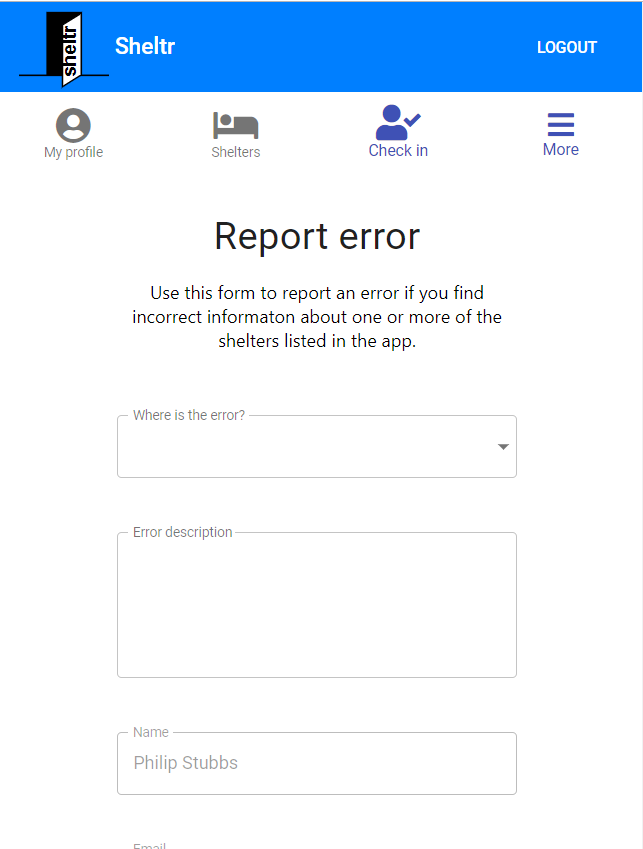 sheltr
Sheltr
LOGOUT
My profile
Shelters
Check in
More
Report error
Use this form to report an error if you find
incorrect informaton about one or more of the
shelters listed in the app.
Where is the error?
Error description
Name
Philip Stubbs
Email